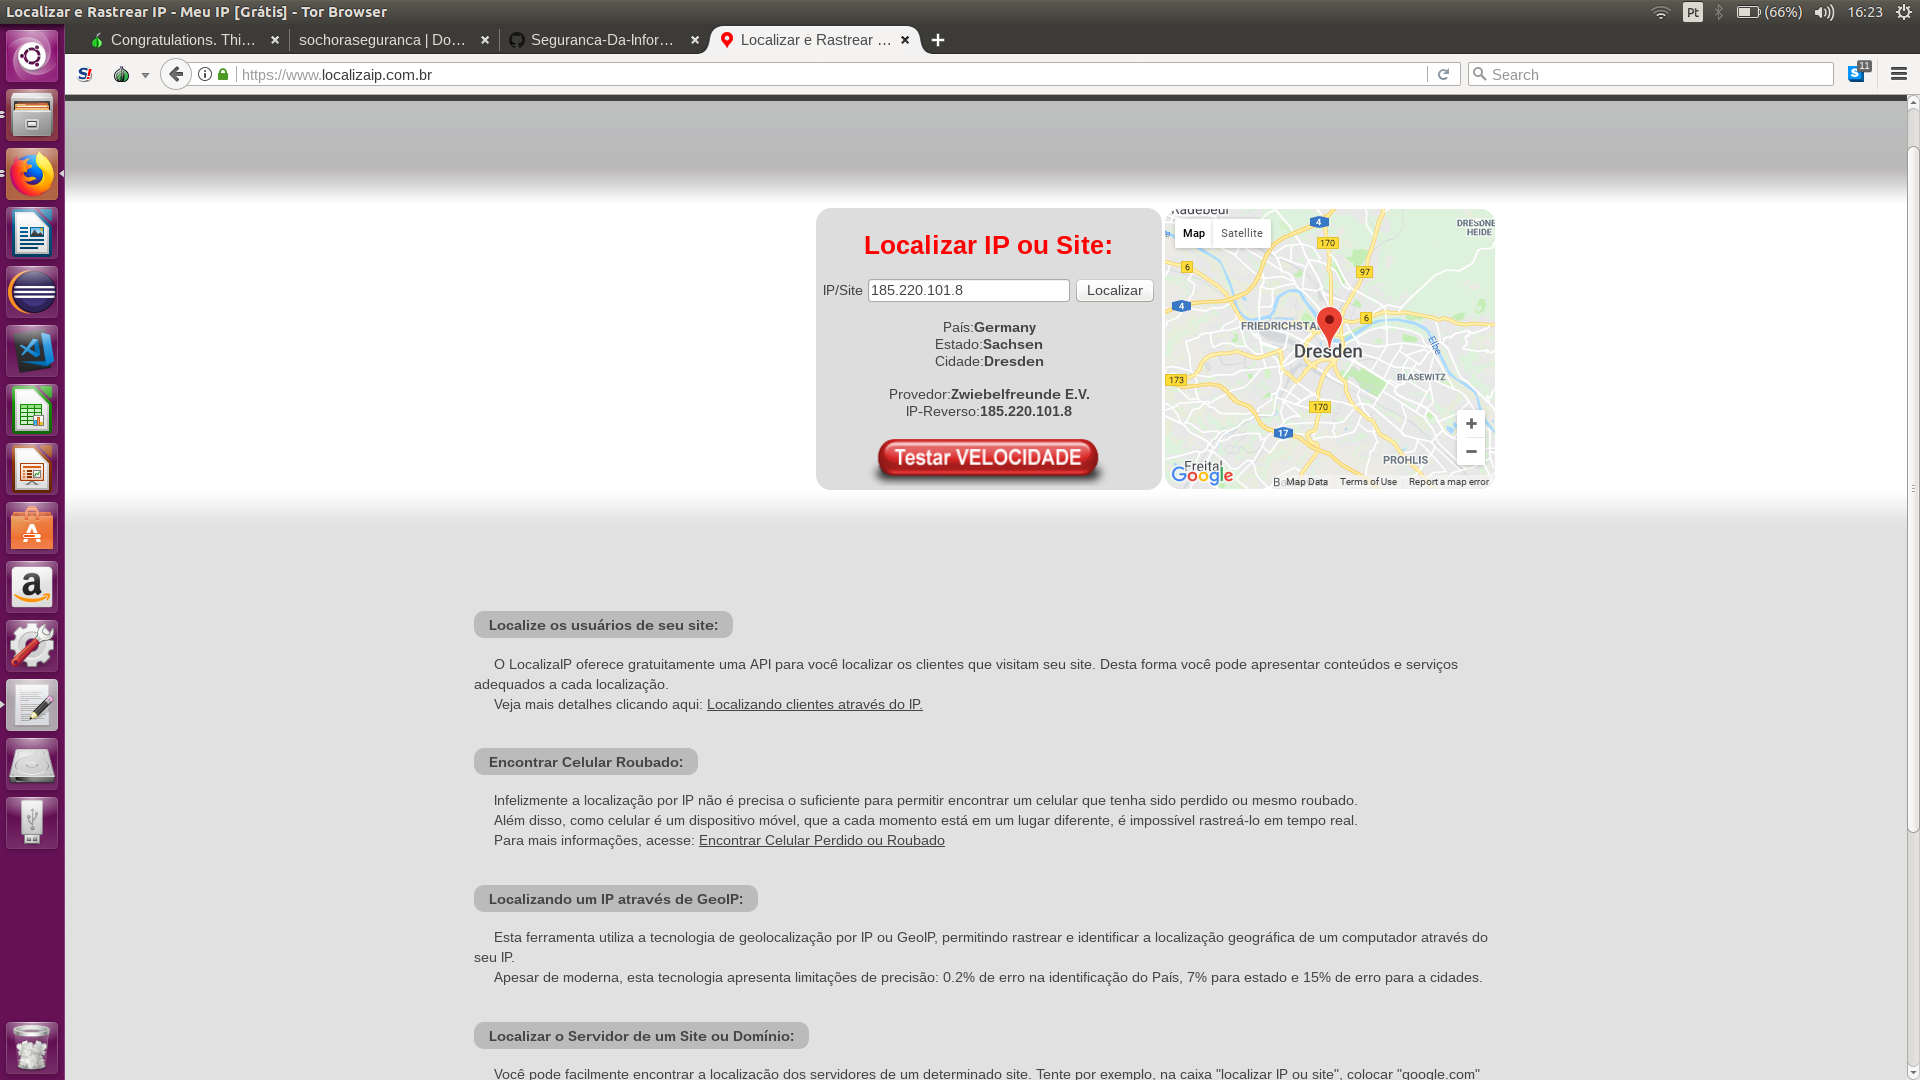 Localizar e Rastrear IP - Meu IP [Grátis] - Tor Browser
Pt
(66%)
16:23
Congratulations. Thi...
sochoraseguranca | Do...
Seguranca-Da-Infor...
Localizar e Rastrear ...
S!
https://www.localizaip.com.br
Search
S 11
Localizar IP ou Site:
IP/Site 185.220.101.8 Localizar
País:Germany
Estado:Sachsen
Cidade:Dresden
Provedor:Zwiebelfreunde E.V.
IP-Reverso:185.220.101.8
Testar VELOCIDADE
Radebeul
Map Satellite
4
170
DRESDNE
HEIDE
6
97
4
FRIEDRICHSTA
6
Dresden
Elbe
173
BLASEWITZ
170
17
PROHLIS
Freital
Google
Map Data Terms of Use Report a map error
Localize os usuários de seu site:
O LocalizaIP oferece gratuitamente uma API para você localizar os clientes que visitam seu site. Desta forma você pode apresentar conteúdos e serviços
adequados a cada localização.
Veja mais detalhes clicando aqui: Localizando clientes através do IP.
Encontrar Celular Roubado:
Infelizmente a localização por IP não é precisa o suficiente para permitir encontrar um celular que tenha sido perdido ou mesmo roubado.
Além disso, como celular é um dispositivo móvel, que a cada momento está em um lugar diferente, é impossível rastreá-lo em tempo real.
Para mais informações, acesse: Encontrar Celular Perdido ou Roubado
Localizando um IP através de GeoIP:
Esta ferramenta utiliza a tecnologia de geolocalização por IP ou GeoIP, permitindo rastrear e identificar a localização geográfica de um computador através do
seu IP.
Apesar de moderna, esta tecnologia apresenta limitações de precisão: 0.2% de erro na identificação do País, 7% para estado e 15% de erro para a cidades.
Localizar o Servidor de um Site ou Domínio:
Você pode facilmente encontrar a localização dos servidores de um determinado site. Tente por exemplo, na caixa "localizar IP ou site", colocar "google.com"